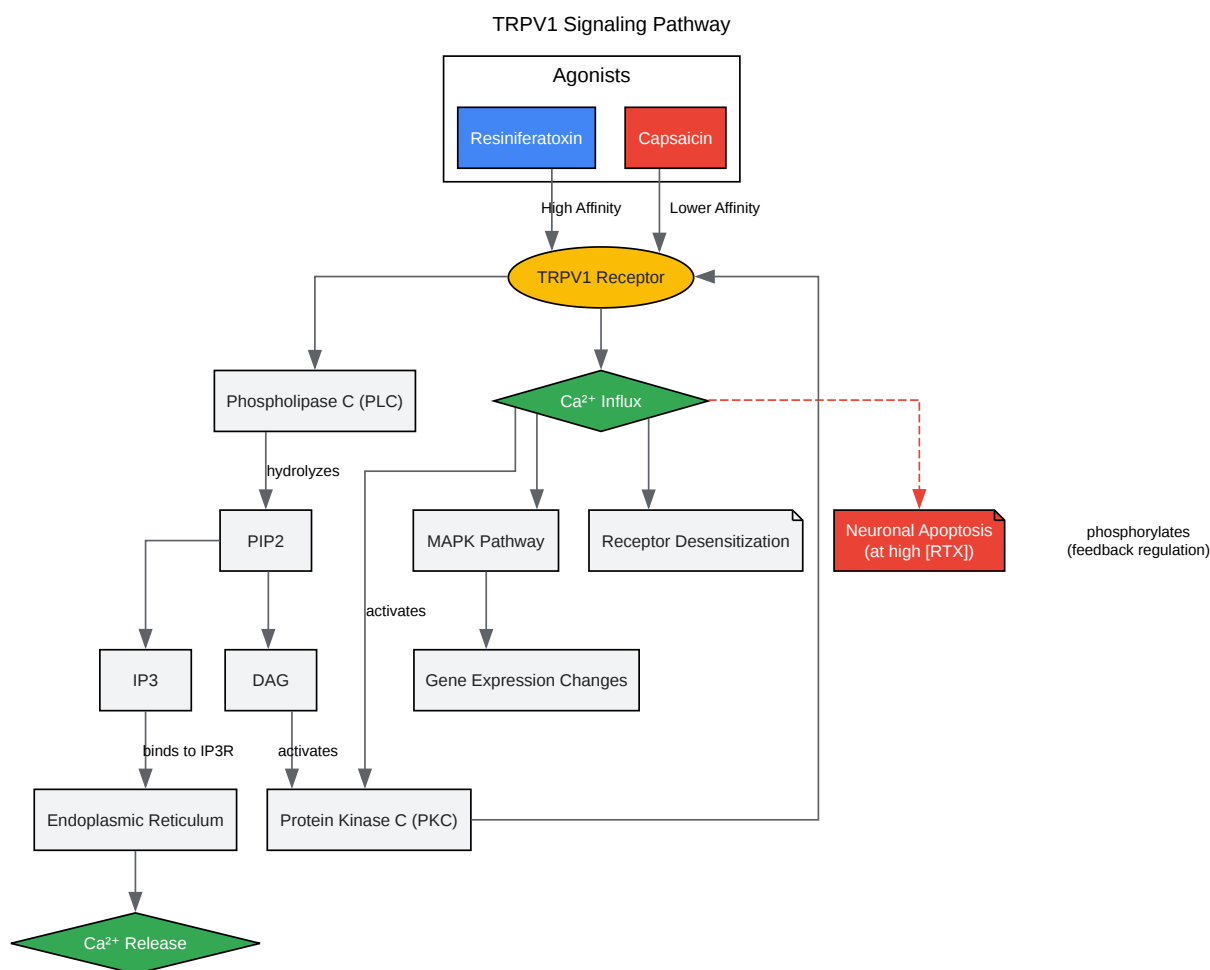 TRPV1 Signaling Pathway
Agonists
Resiniferatoxin
Capsaicin
High Affinity
Lower Affinity
TRPV1 Receptor
Phospholipase C (PLC)
Ca²⁺ Influx
hydrolyzes
PIP2
MAPK Pathway
Receptor Desensitization
Neuronal Apoptosis
(at high [RTX])
phosphorylates
(feedback regulation)
activates
IP3
DAG
Gene Expression Changes
binds to IP3R
activates
Endoplasmic Reticulum
Protein Kinase C (PKC)
Ca²⁺ Release